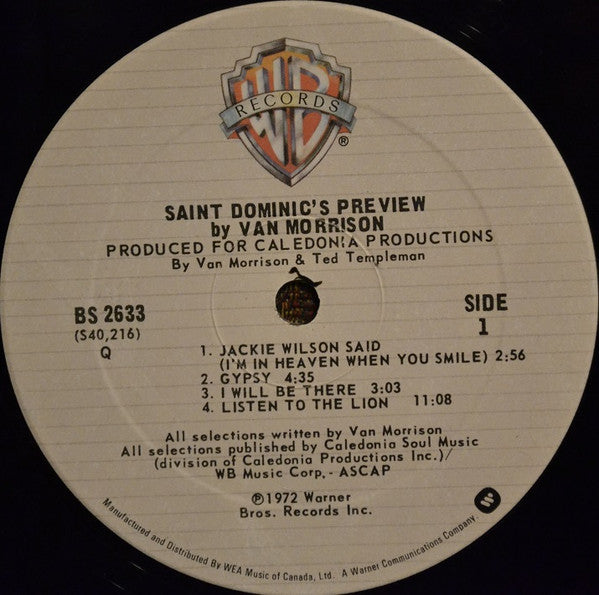 WB
RECORDS
®
SAINT DOMINIC'S PREVIEW
by VAN MORRISON
PRODUCED FOR CALEDONIA PRODUCTIONS
By Van Morrison & Ted Templeman
BS 2633
(S40,216)
Q
SIDE
1
1. JACKIE WILSON SAID
(I'M IN HEAVEN WHEN YOU SMILE) 2:56
2. GYPSY 4:35
3. I WILL BE THERE 3:03
4. LISTEN TO THE LION 11:08
All selections written by Van Morrison
All selections published by Caledonia Soul Music
(division of Caledonia Productions Inc.)/
WB Music Corp.- ASCAP
℗1972 Warner
Bros. Records Inc.
Manufactured and Distributed By WEA Music of Canada, Ltd. A Warner Communications Company.